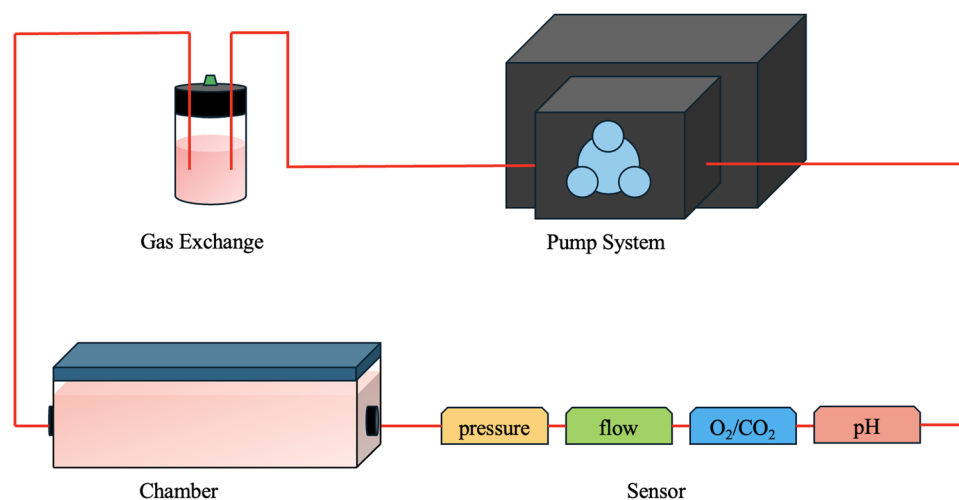 Gas Exchange
Pump System
pressure
flow
O₂/CO₂
pH
Chamber
Sensor